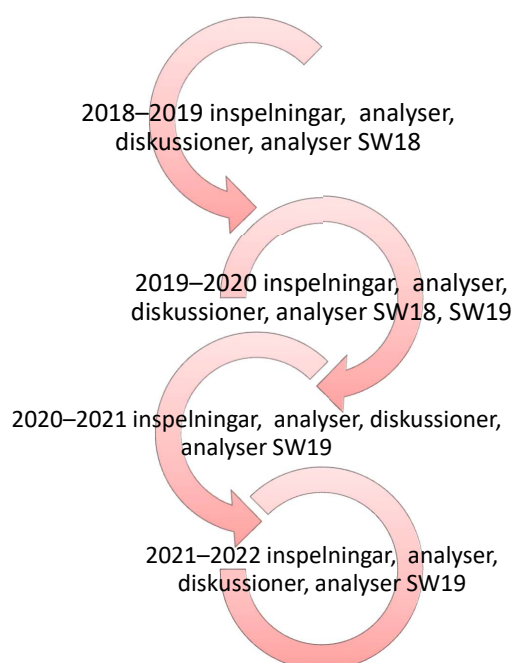 2018–2019 inspelningar, analyser,
diskussioner, analyser SW18
2019–2020 inspelningar, analyser,
diskussioner, analyser SW18, SW19
2020–2021 inspelningar, analyser, diskussioner,
analyser SW19
2021–2022 inspelningar, analyser,
diskussioner, analyser SW19